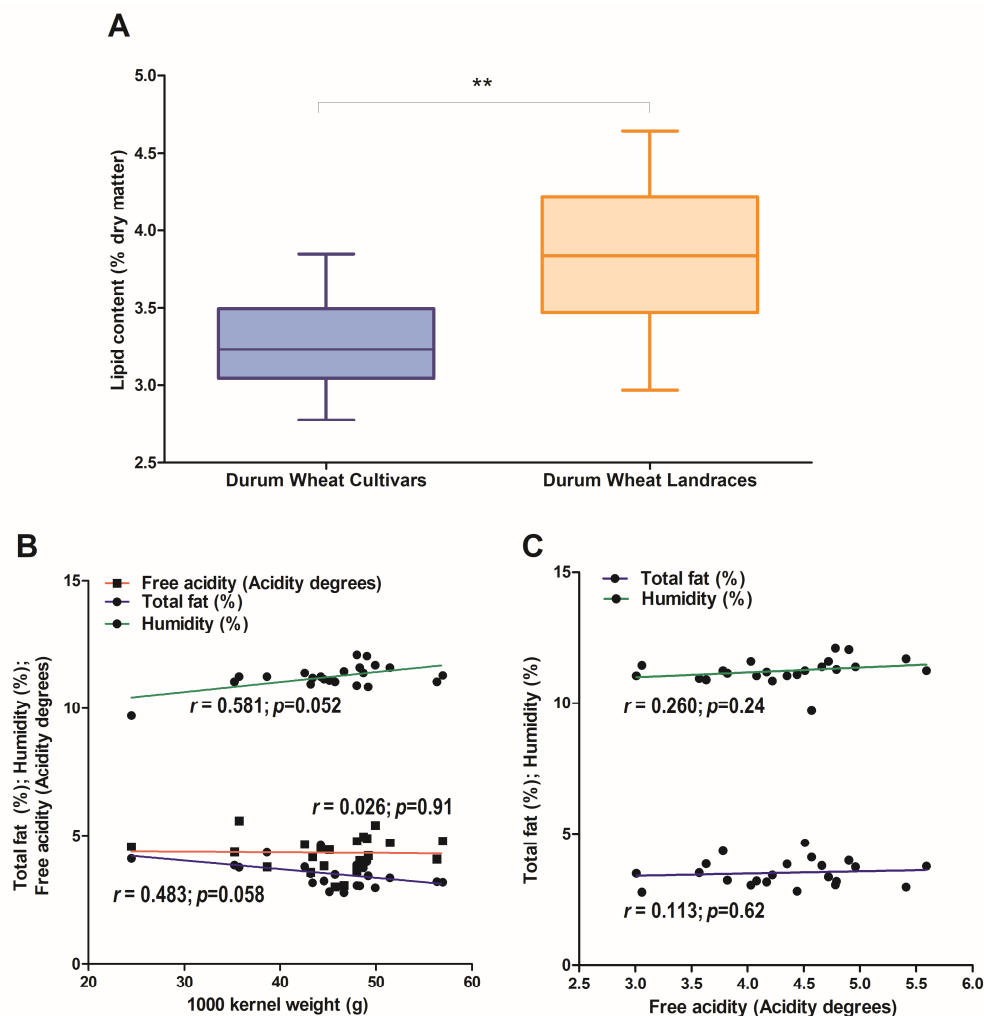 A
5.0
4.5
4.0
3.5
3.0
2.5
Lipid content (% dry matter)
**
Durum Wheat Cultivars
Durum Wheat Landraces
B
Free acidity (Acidity degrees)
Total fat (%)
Humidity (%)
15
10
5
0
Total fat (%); Humidity (%);
Free acidity (Acidity degrees)
r = 0.581; p=0.052
r = 0.026; p=0.91
r = 0.483; p=0.058
20
30
40
50
60
1000 kernel weight (g)
C
Total fat (%)
Humidity (%)
15
10
5
0
Total fat (%); Humidity (%)
r = 0.260; p=0.24
r = 0.113; p=0.62
2.5
3.0
3.5
4.0
4.5
5.0
5.5
6.0
Free acidity (Acidity degrees)